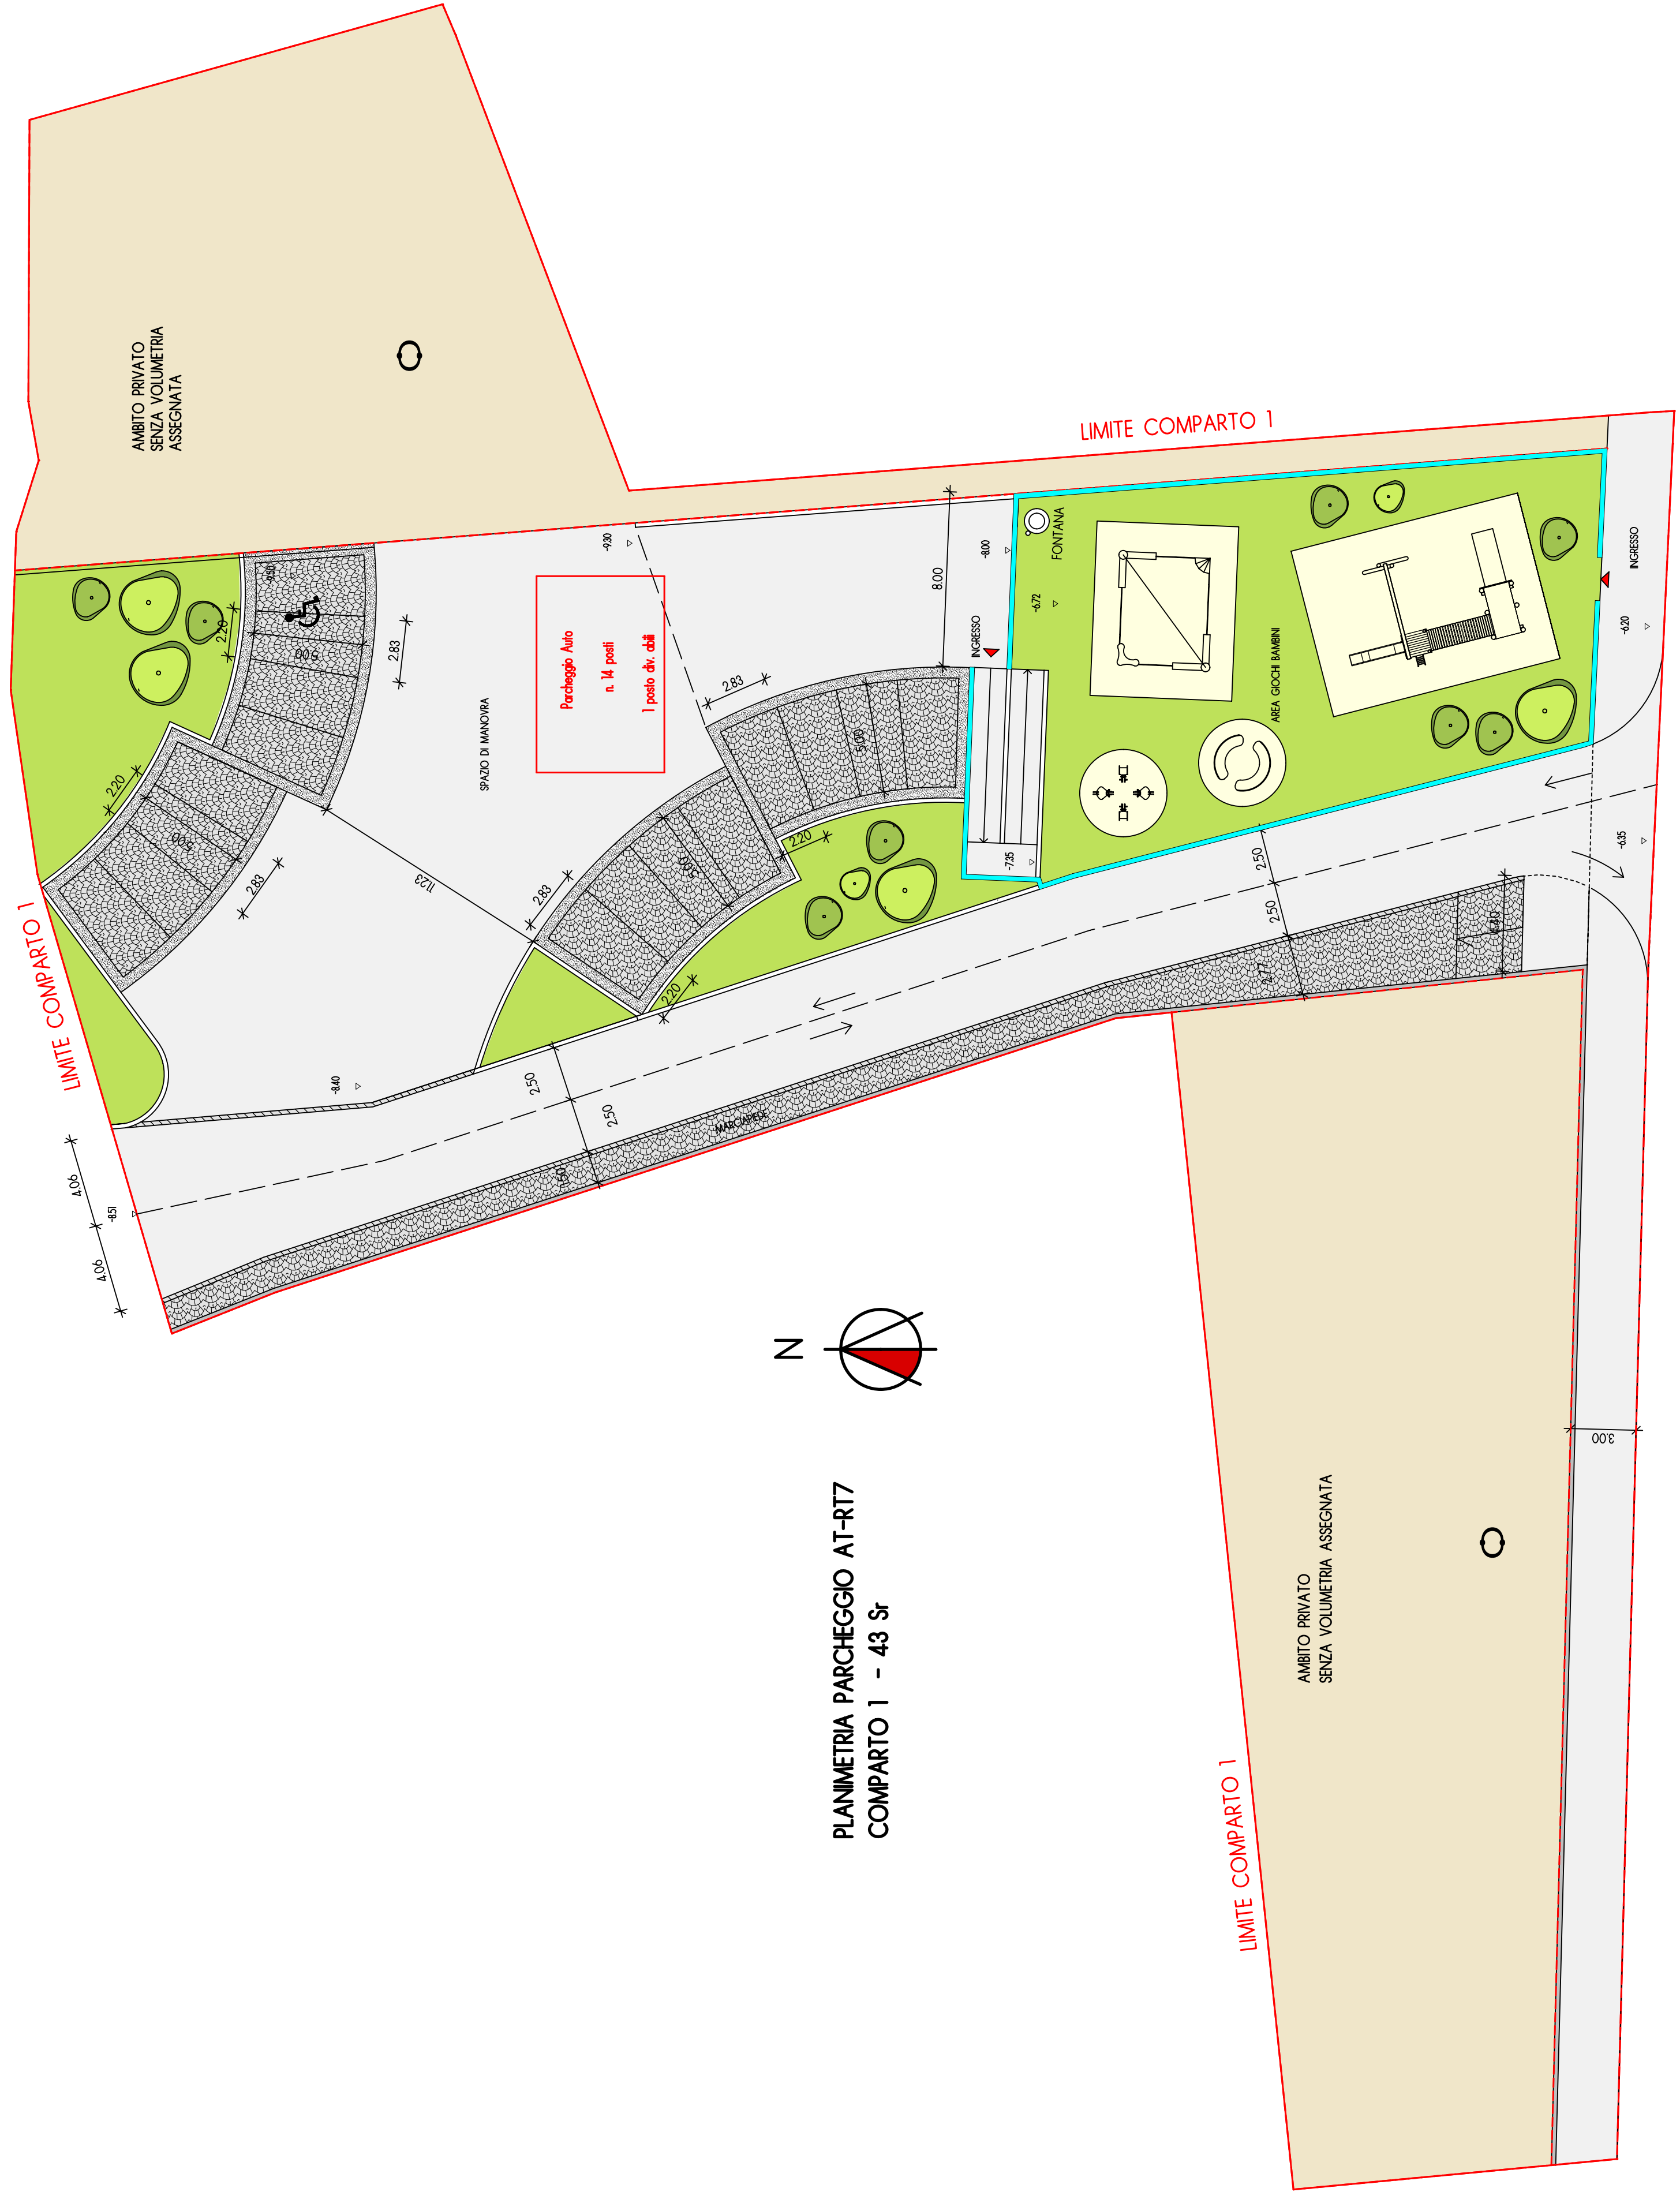 PLANIMETRIA PARCHEGGIO AT-RT7
COMPARTO 1 - 43 Sr
N
LIMITE COMPARTO 1
4.06
4.06
-8.51
-8.40
2.20
5.00
2.83
11.23
2.20
-9.50
5.00
2.83
AMBITO PRIVATO
SENZA VOLUMETRIA
ASSEGNATA
SPAZIO DI MANOVRA
Parcheggio Auto
n. 14 posti
1 posto div. abili
-9.30
2.83
5.00
2.20
2.83
5.00
2.20
8.00
INGRESSO
-8.00
-7.35
-6.72
FONTANA
AREA GIOCHI BAMBINI
LIMITE COMPARTO 1
INGRESSO
-6.20
-6.35
2.50
2.50
1.50
MARCIAPIEDE
2.50
2.50
2.77
4.40
3.00
AMBITO PRIVATO
SENZA VOLUMETRIA ASSEGNATA
LIMITE COMPARTO 1